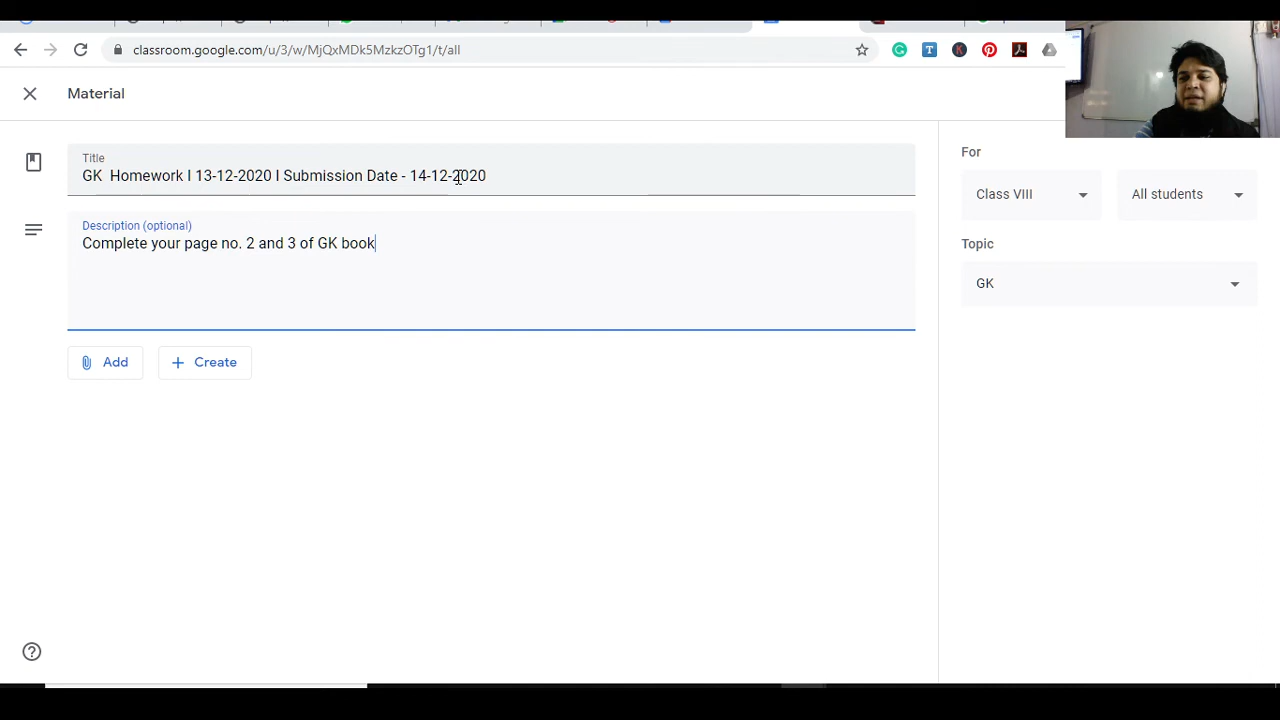 classroom.google.com/u/3/w/MjQxMDk5MzkzOTg1/t/all
Material
Title
GK  Homework I 13-12-2020 I Submission Date - 14-12-2020
Description (optional)
Complete your page no. 2 and 3 of GK book
Add
Create
For
Class VIII
All students
Topic
GK